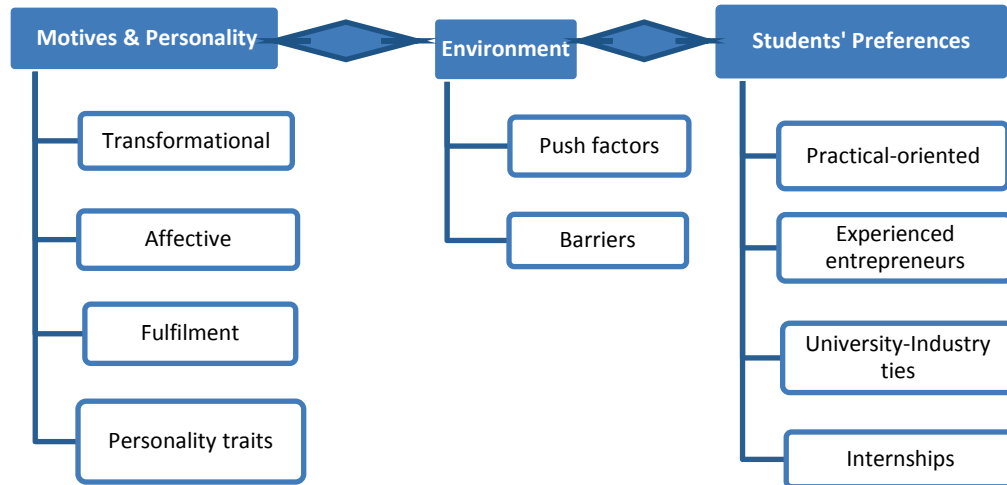 Motives & Personality
Transformational
Affective
Fulfilment
Personality traits
Environment
Push factors
Barriers
Students' Preferences
Practical-oriented
Experienced
entrepreneurs
University-Industry
ties
Internships